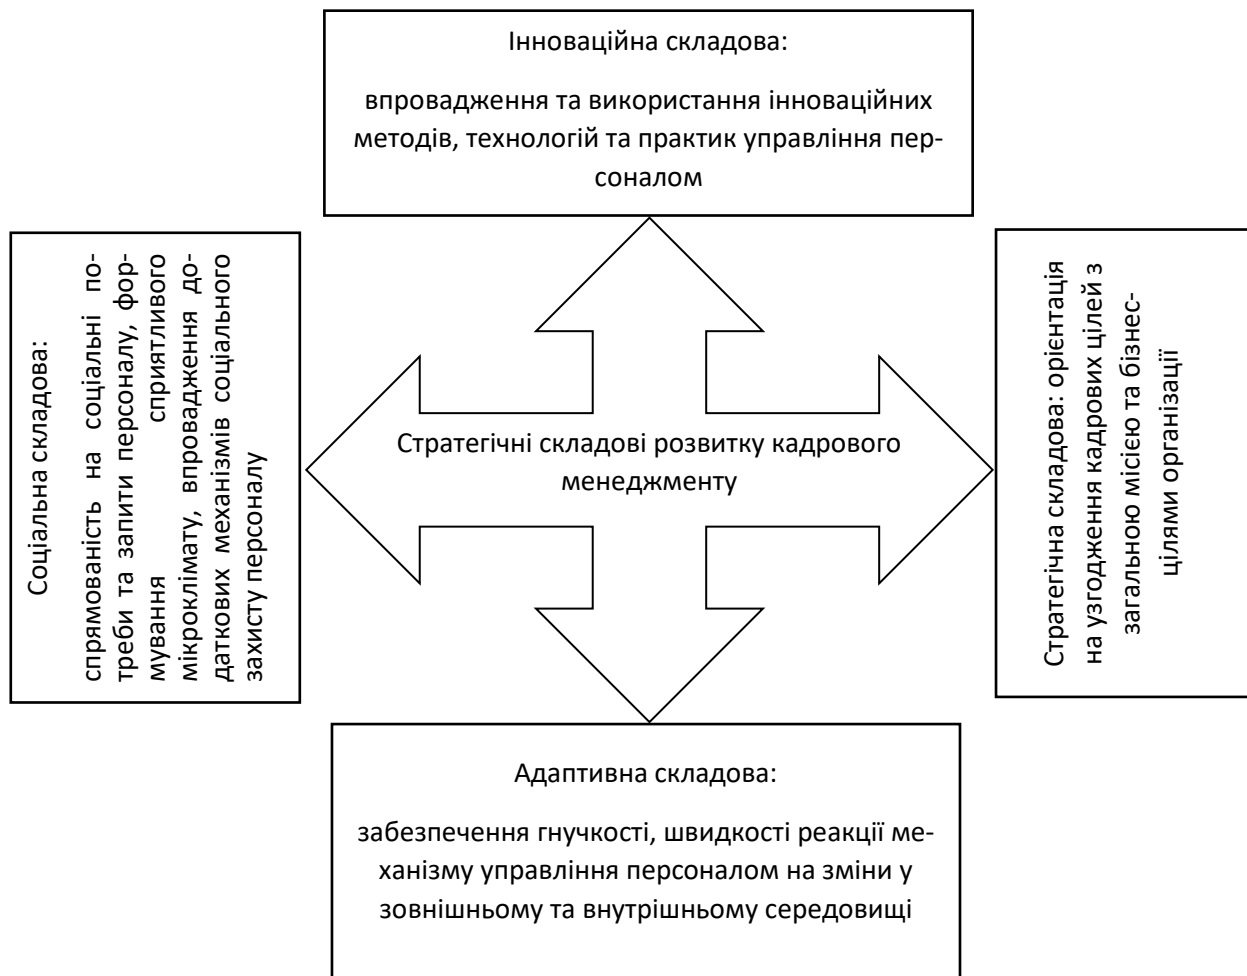 Інноваційна складова:
впровадження та використання інноваційних
методів, технологій та практик управління пер-
соналом
Соціальна складова:
спрямованість на соціальні по-
треби та запити персоналу, фор-
мування сприятливого
мікроклімату, впровадження до-
даткових механізмів соціального
захисту персоналу
Стратегічні складові розвитку кадрового
менеджменту
Стратегічна складова: орієнтація
на узгодження кадрових цілей з
загальною місією та бізнес-
цілями організації
Адаптивна складова:
забезпечення гнучкості, швидкості реакції ме-
ханізму управління персоналом на зміни у
зовнішньому та внутрішньому середовищі